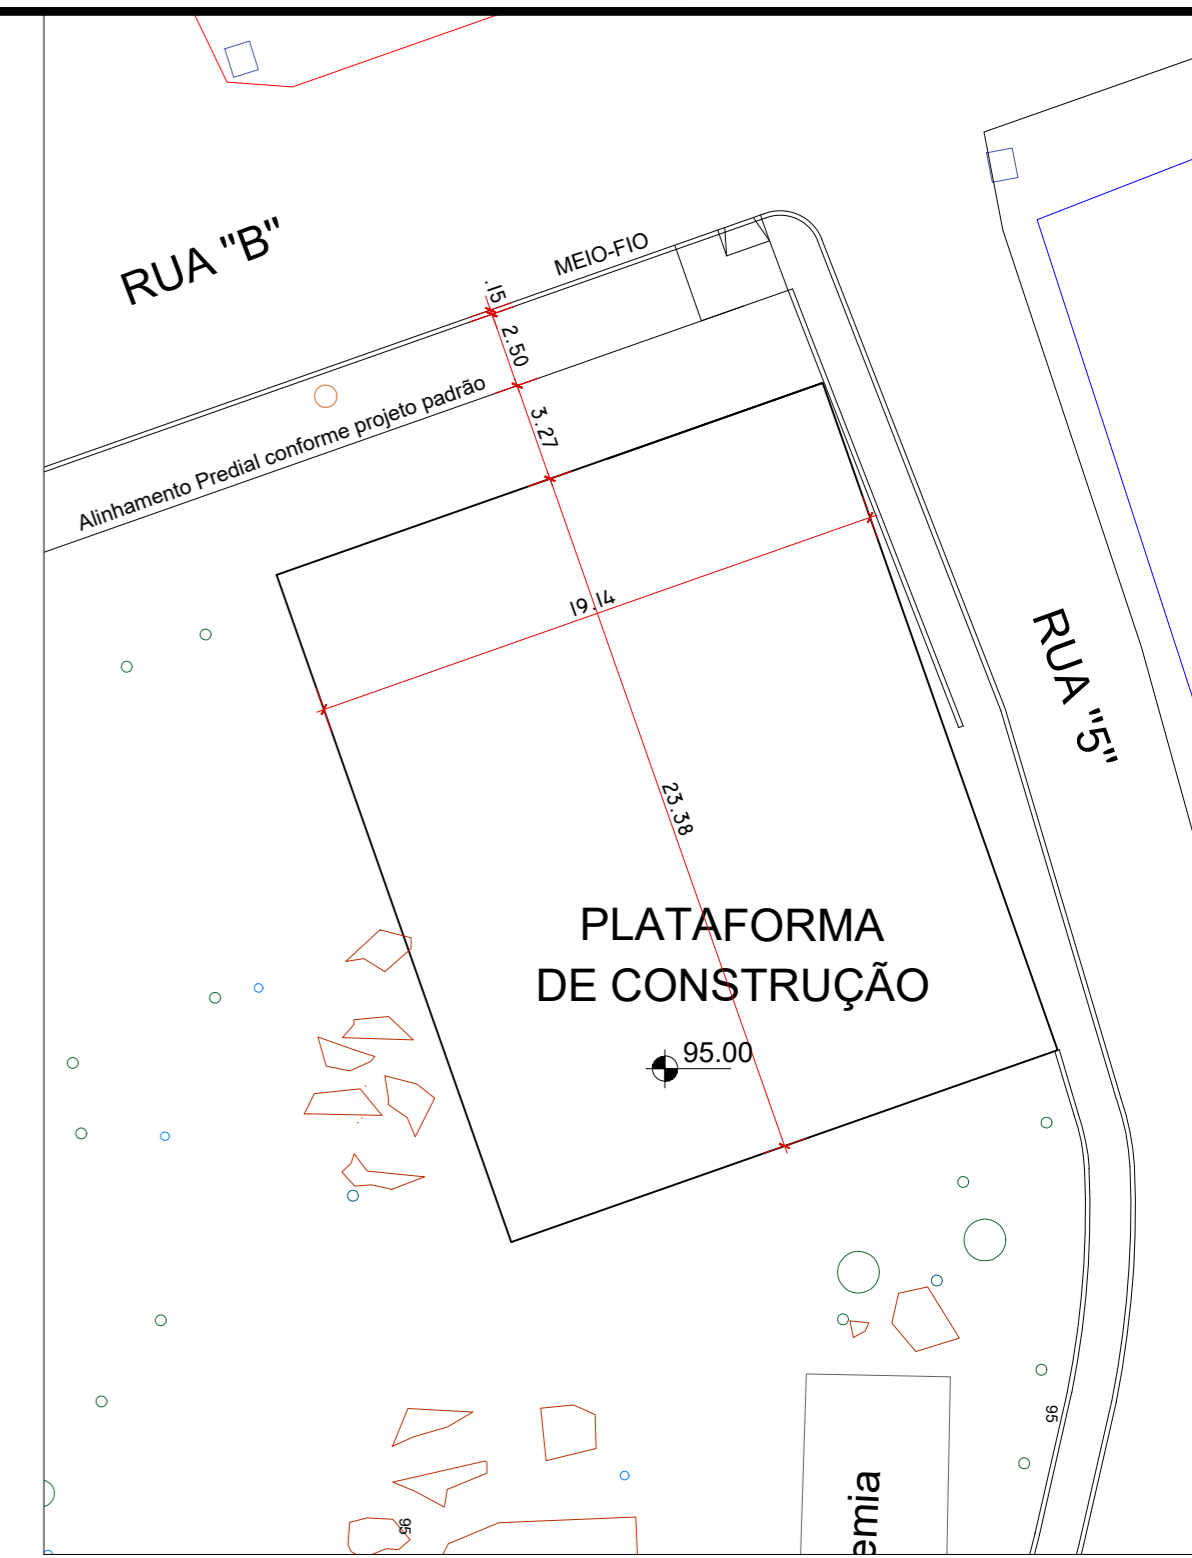 RUA "B"
MEIO-FIO
.15
2.50
Alinhamento Predial conforme projeto padrão
3.27
19.14
RUA "5"
23.38
PLATAFORMA
DE CONSTRUÇÃO
95.00
95
emia
95